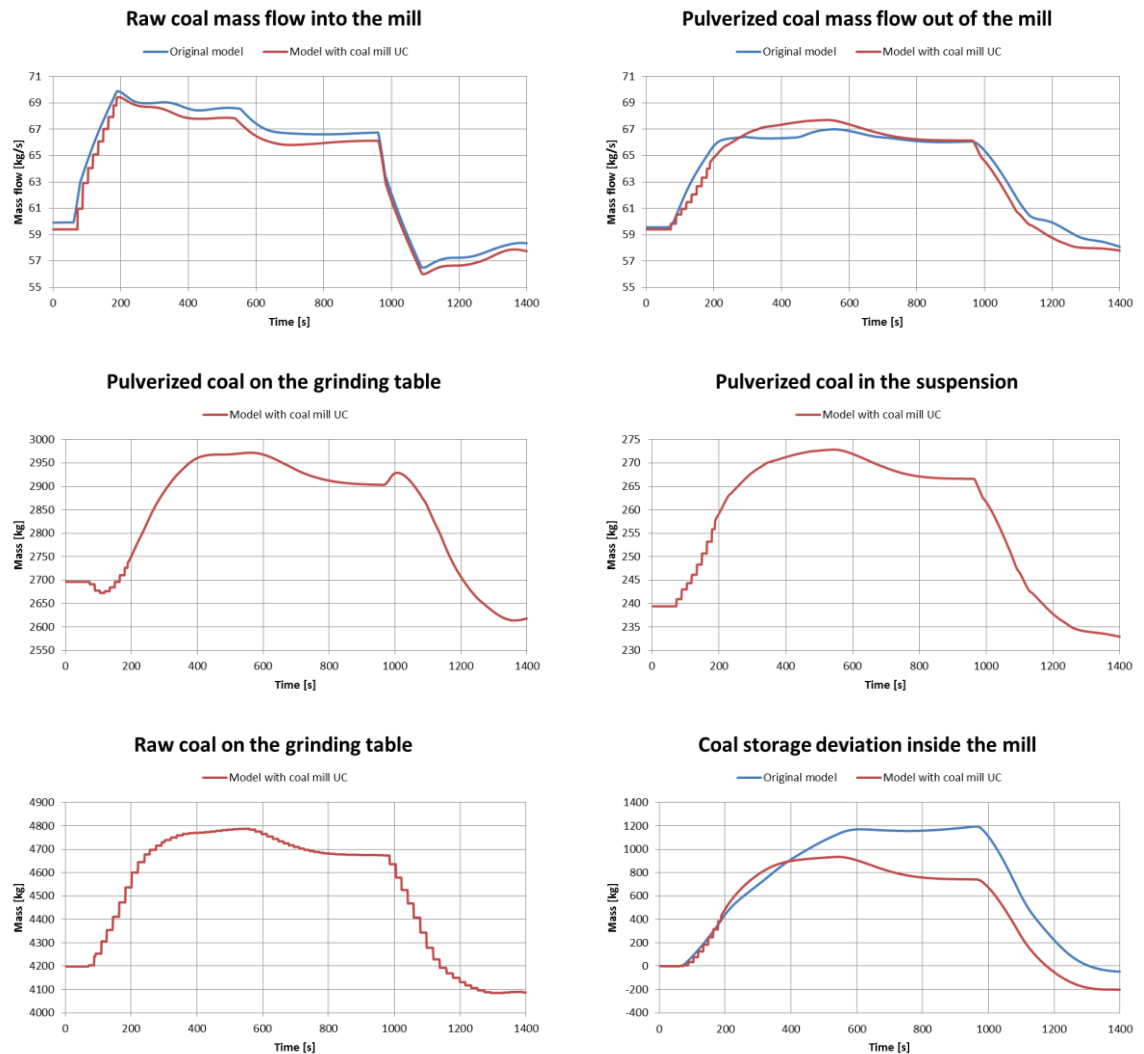 Raw coal mass flow into the mill
Original model Model with coal mill UC
71
69
67
65
63
61
59
57
55
Mass flow [kg/s]
0 200 400 600 800 1000 1200 1400
Time [s]
Pulverized coal mass flow out of the mill
Original model Model with coal mill UC
71
69
67
65
63
61
59
57
55
Mass flow [kg/s]
0 200 400 600 800 1000 1200 1400
Time [s]
Pulverized coal on the grinding table
Model with coal mill UC
3000
2950
2900
2850
2800
2750
2700
2650
2600
2550
Mass [kg]
0 200 400 600 800 1000 1200 1400
Time [s]
Pulverized coal in the suspension
Model with coal mill UC
275
270
265
260
255
250
245
240
235
230
Mass [kg]
0 200 400 600 800 1000 1200 1400
Time [s]
Raw coal on the grinding table
Model with coal mill UC
4900
4800
4700
4600
4500
4400
4300
4200
4100
4000
Mass [kg]
0 200 400 600 800 1000 1200 1400
Time [s]
Coal storage deviation inside the mill
Original model Model with coal mill UC
1400
1200
1000
800
600
400
200
0
-200
-400
Mass [kg]
0 200 400 600 800 1000 1200 1400
Time [s]